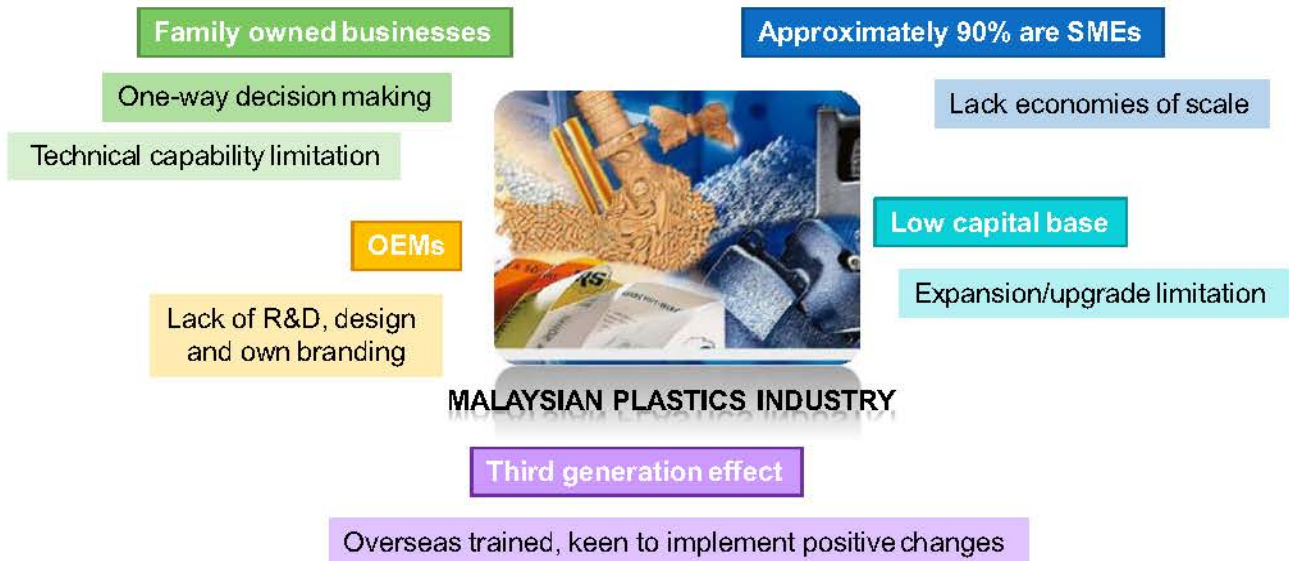 Family owned businesses
One-way decision making
Technical capability limitation
Approximately 90% are SMEs
Lack economies of scale
OEMs
Lack of R&D, design
and own branding
Low capital base
Expansion/upgrade limitation
MALAYSIAN PLASTICS INDUSTRY
Third generation effect
Overseas trained, keen to implement positive changes